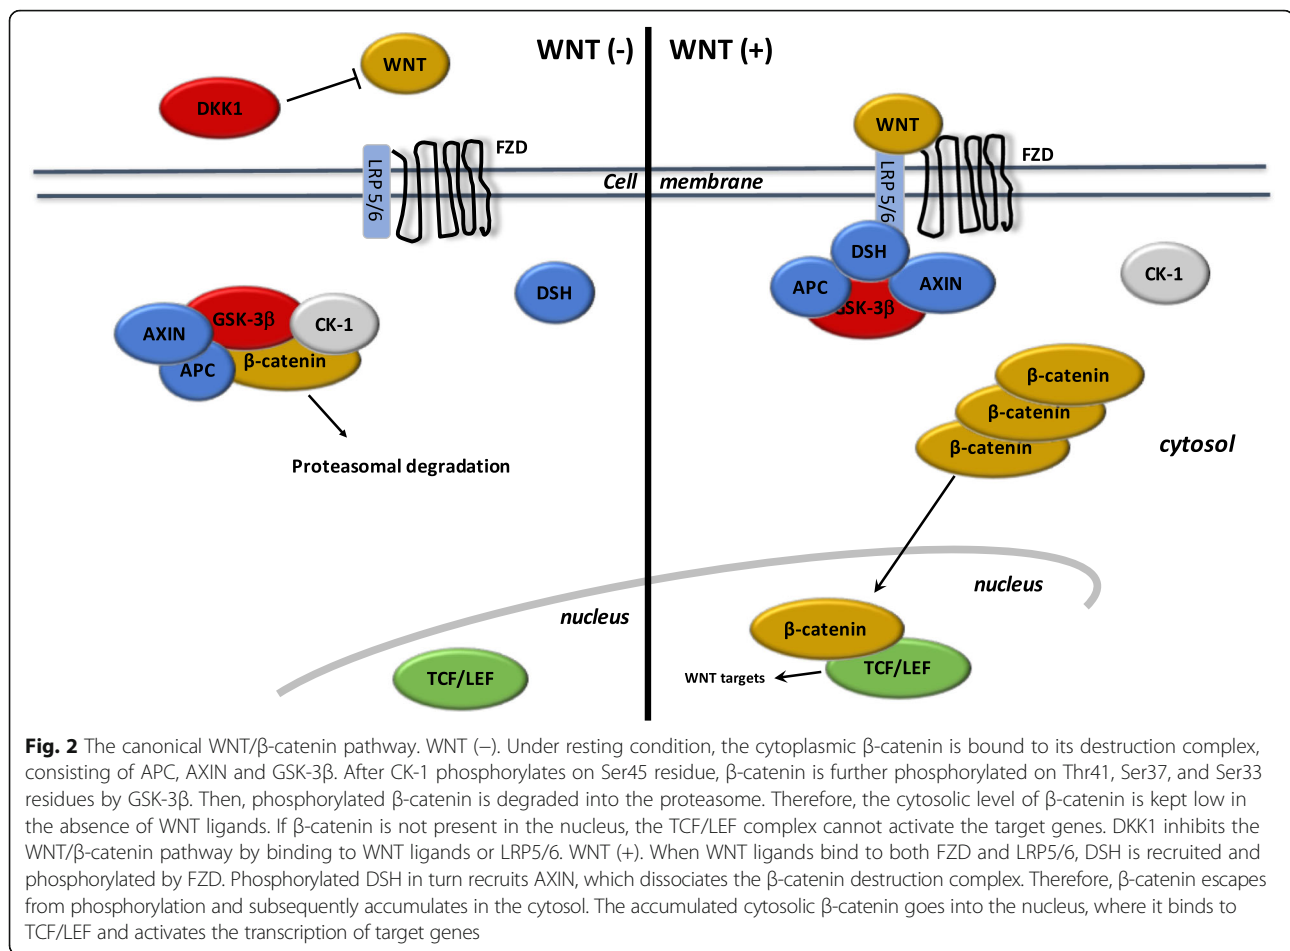 WNT (-)
WNT (+)
WNT
DKK1
WNT
LRP 5/6
FZD
LRP 5/6
FZD
Cell membrane
DSH
DSH
APC
AXIN
GSK-3β
CK-1
GSK-3β
CK-1
AXIN
APC
β-catenin
β-catenin
β-catenin
β-catenin
cytosol
Proteasomal degradation
nucleus
nucleus
β-catenin
TCF/LEF
WNT targets
TCF/LEF
Fig. 2 The canonical WNT/β-catenin pathway. WNT (−). Under resting condition, the cytoplasmic β-catenin is bound to its destruction complex,
consisting of APC, AXIN and GSK-3β. After CK-1 phosphorylates on Ser45 residue, β-catenin is further phosphorylated on Thr41, Ser37, and Ser33
residues by GSK-3β. Then, phosphorylated β-catenin is degraded into the proteasome. Therefore, the cytosolic level of β-catenin is kept low in
the absence of WNT ligands. If β-catenin is not present in the nucleus, the TCF/LEF complex cannot activate the target genes. DKK1 inhibits the
WNT/β-catenin pathway by binding to WNT ligands or LRP5/6. WNT (+). When WNT ligands bind to both FZD and LRP5/6, DSH is recruited and
phosphorylated by FZD. Phosphorylated DSH in turn recruits AXIN, which dissociates the β-catenin destruction complex. Therefore, β-catenin escapes
from phosphorylation and subsequently accumulates in the cytosol. The accumulated cytosolic β-catenin goes into the nucleus, where it binds to
TCF/LEF and activates the transcription of target genes